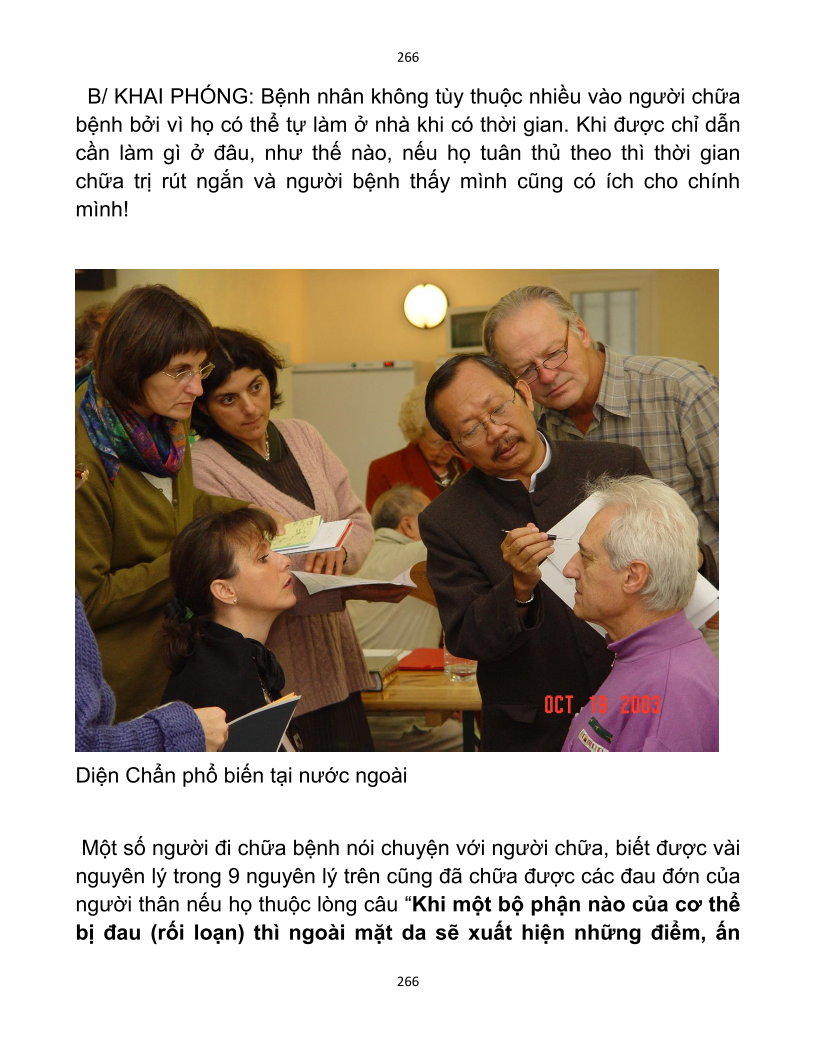 266
B/ KHAI PHÓNG: Bệnh nhân không tùy thuộc nhiều vào người chữa
bệnh bởi vì họ có thể tự làm ở nhà khi có thời gian. Khi được chỉ dẫn
cần làm gì ở đâu, như thế nào, nếu họ tuân thủ theo thì thời gian
chữa trị rút ngắn và người bệnh thấy mình cũng có ích cho chính
mình!
OCT 2003
Diện Chẩn phổ biến tại nước ngoài
Một số người đi chữa bệnh nói chuyện với người chữa, biết được vài
nguyên lý trong 9 nguyên lý trên cũng đã chữa được các đau đớn của
người thân nếu họ thuộc lòng câu “Khi một bộ phận nào của cơ thể
bị đau (rối loạn) thì ngoài mặt da sẽ xuất hiện những điểm, ấn
266